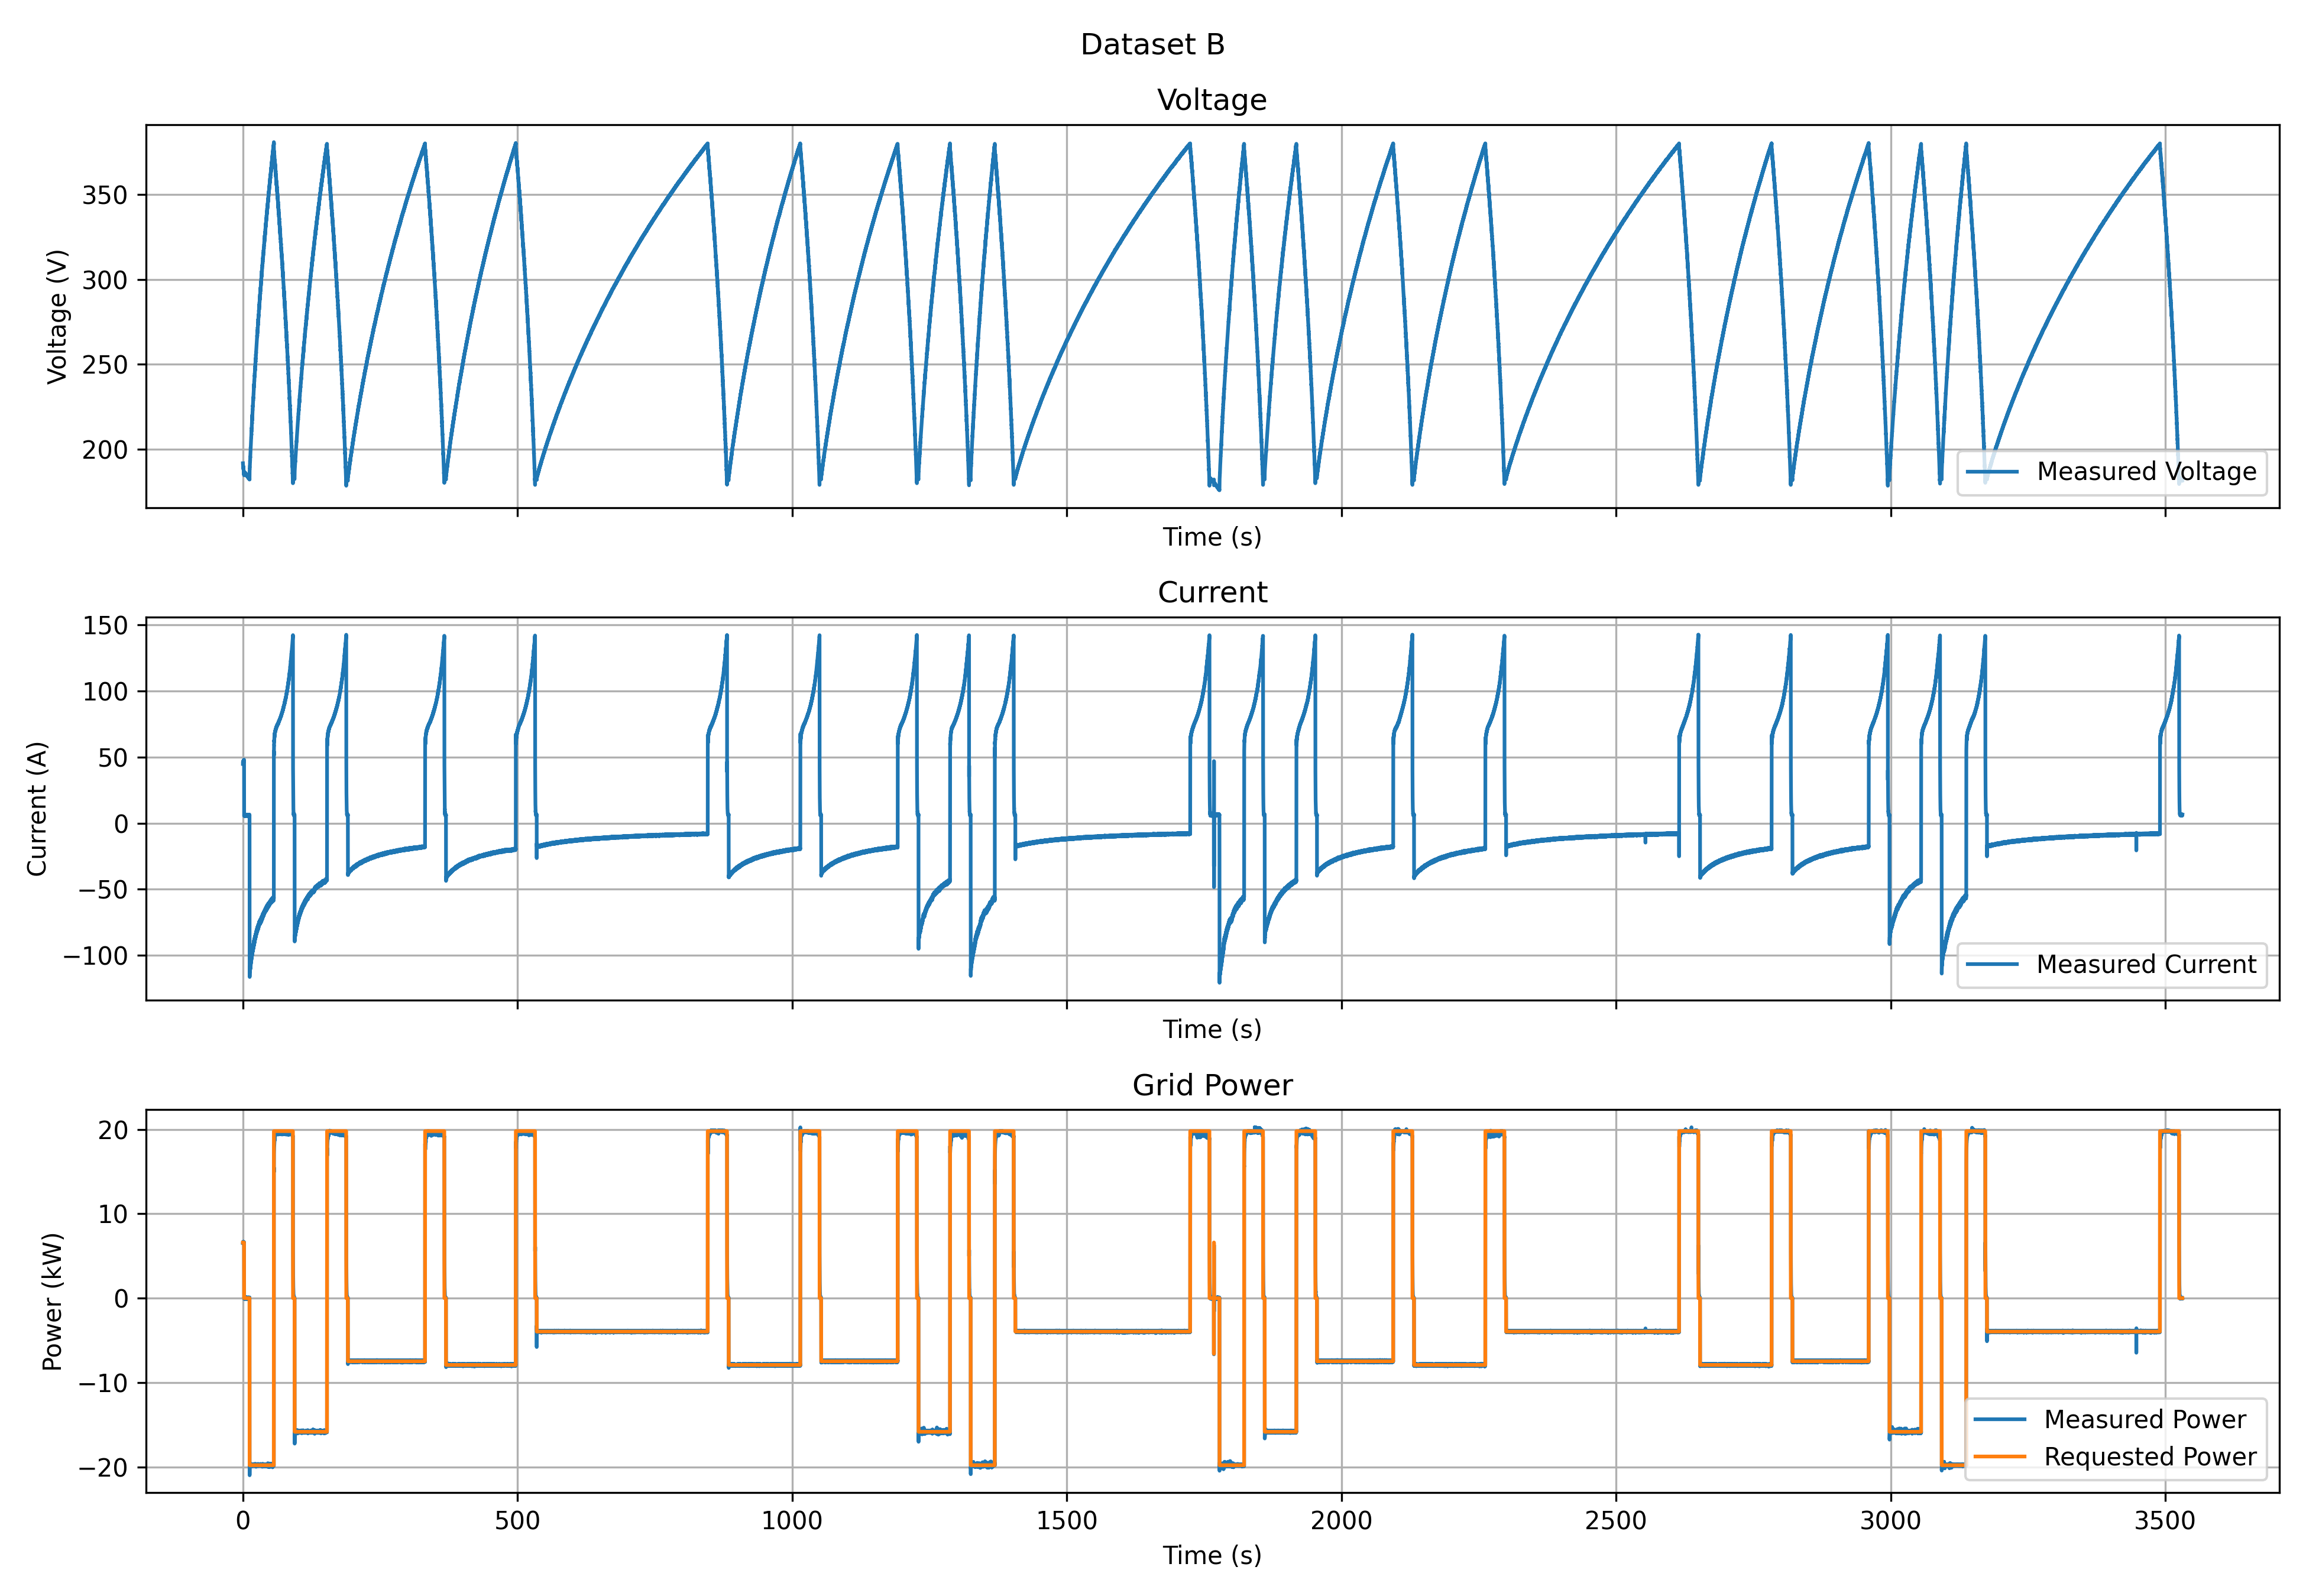 Dataset B
Voltage
350
300
250
200
Voltage (V)
Measured Voltage
Time (s)
Current
150
100
50
0
−50
−100
Current (A)
Measured Current
Time (s)
Grid Power
20
10
0
−10
−20
Power (kW)
Measured Power
Requested Power
0 500 1000 1500 2000 2500 3000 3500
Time (s)